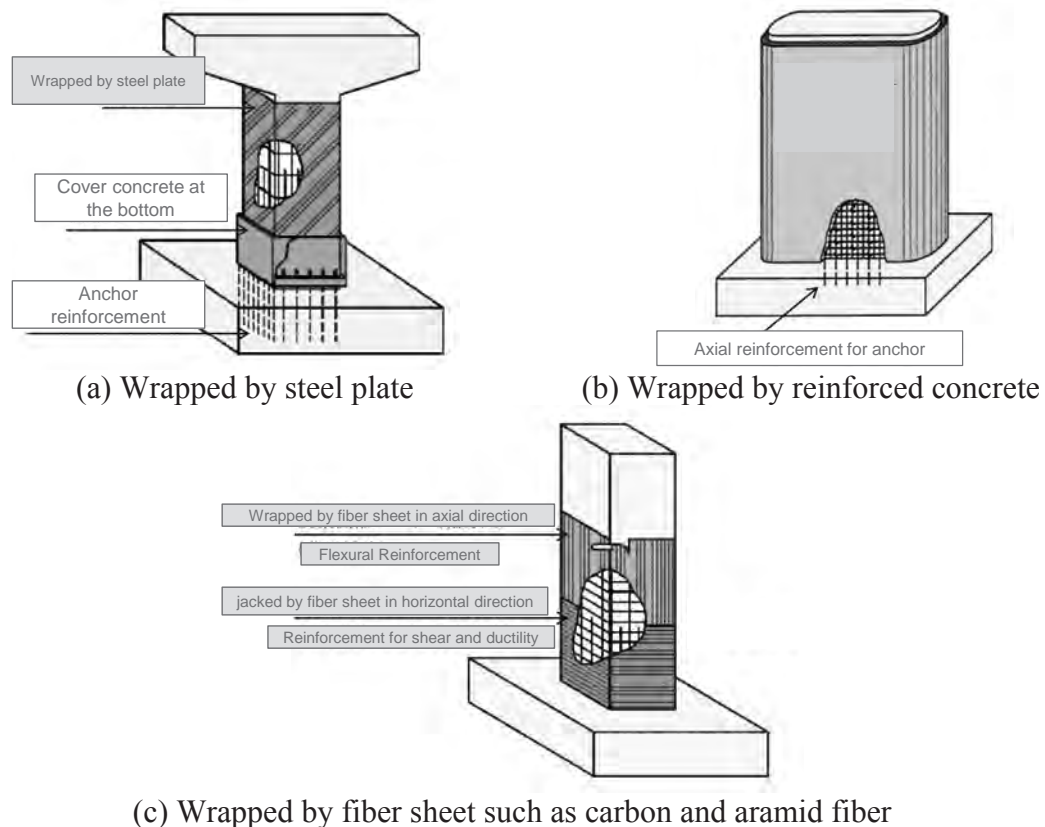 Wrapped by steel plate
Cover concrete at
the bottom
Anchor
reinforcement
(a) Wrapped by steel plate
Axial reinforcement for anchor
(b) Wrapped by reinforced concrete
Wrapped by fiber sheet in axial direction
Flexural Reinforcement
jacked by fiber sheet in horizontal direction
Reinforcement for shear and ductility
(c) Wrapped by fiber sheet such as carbon and aramid fiber